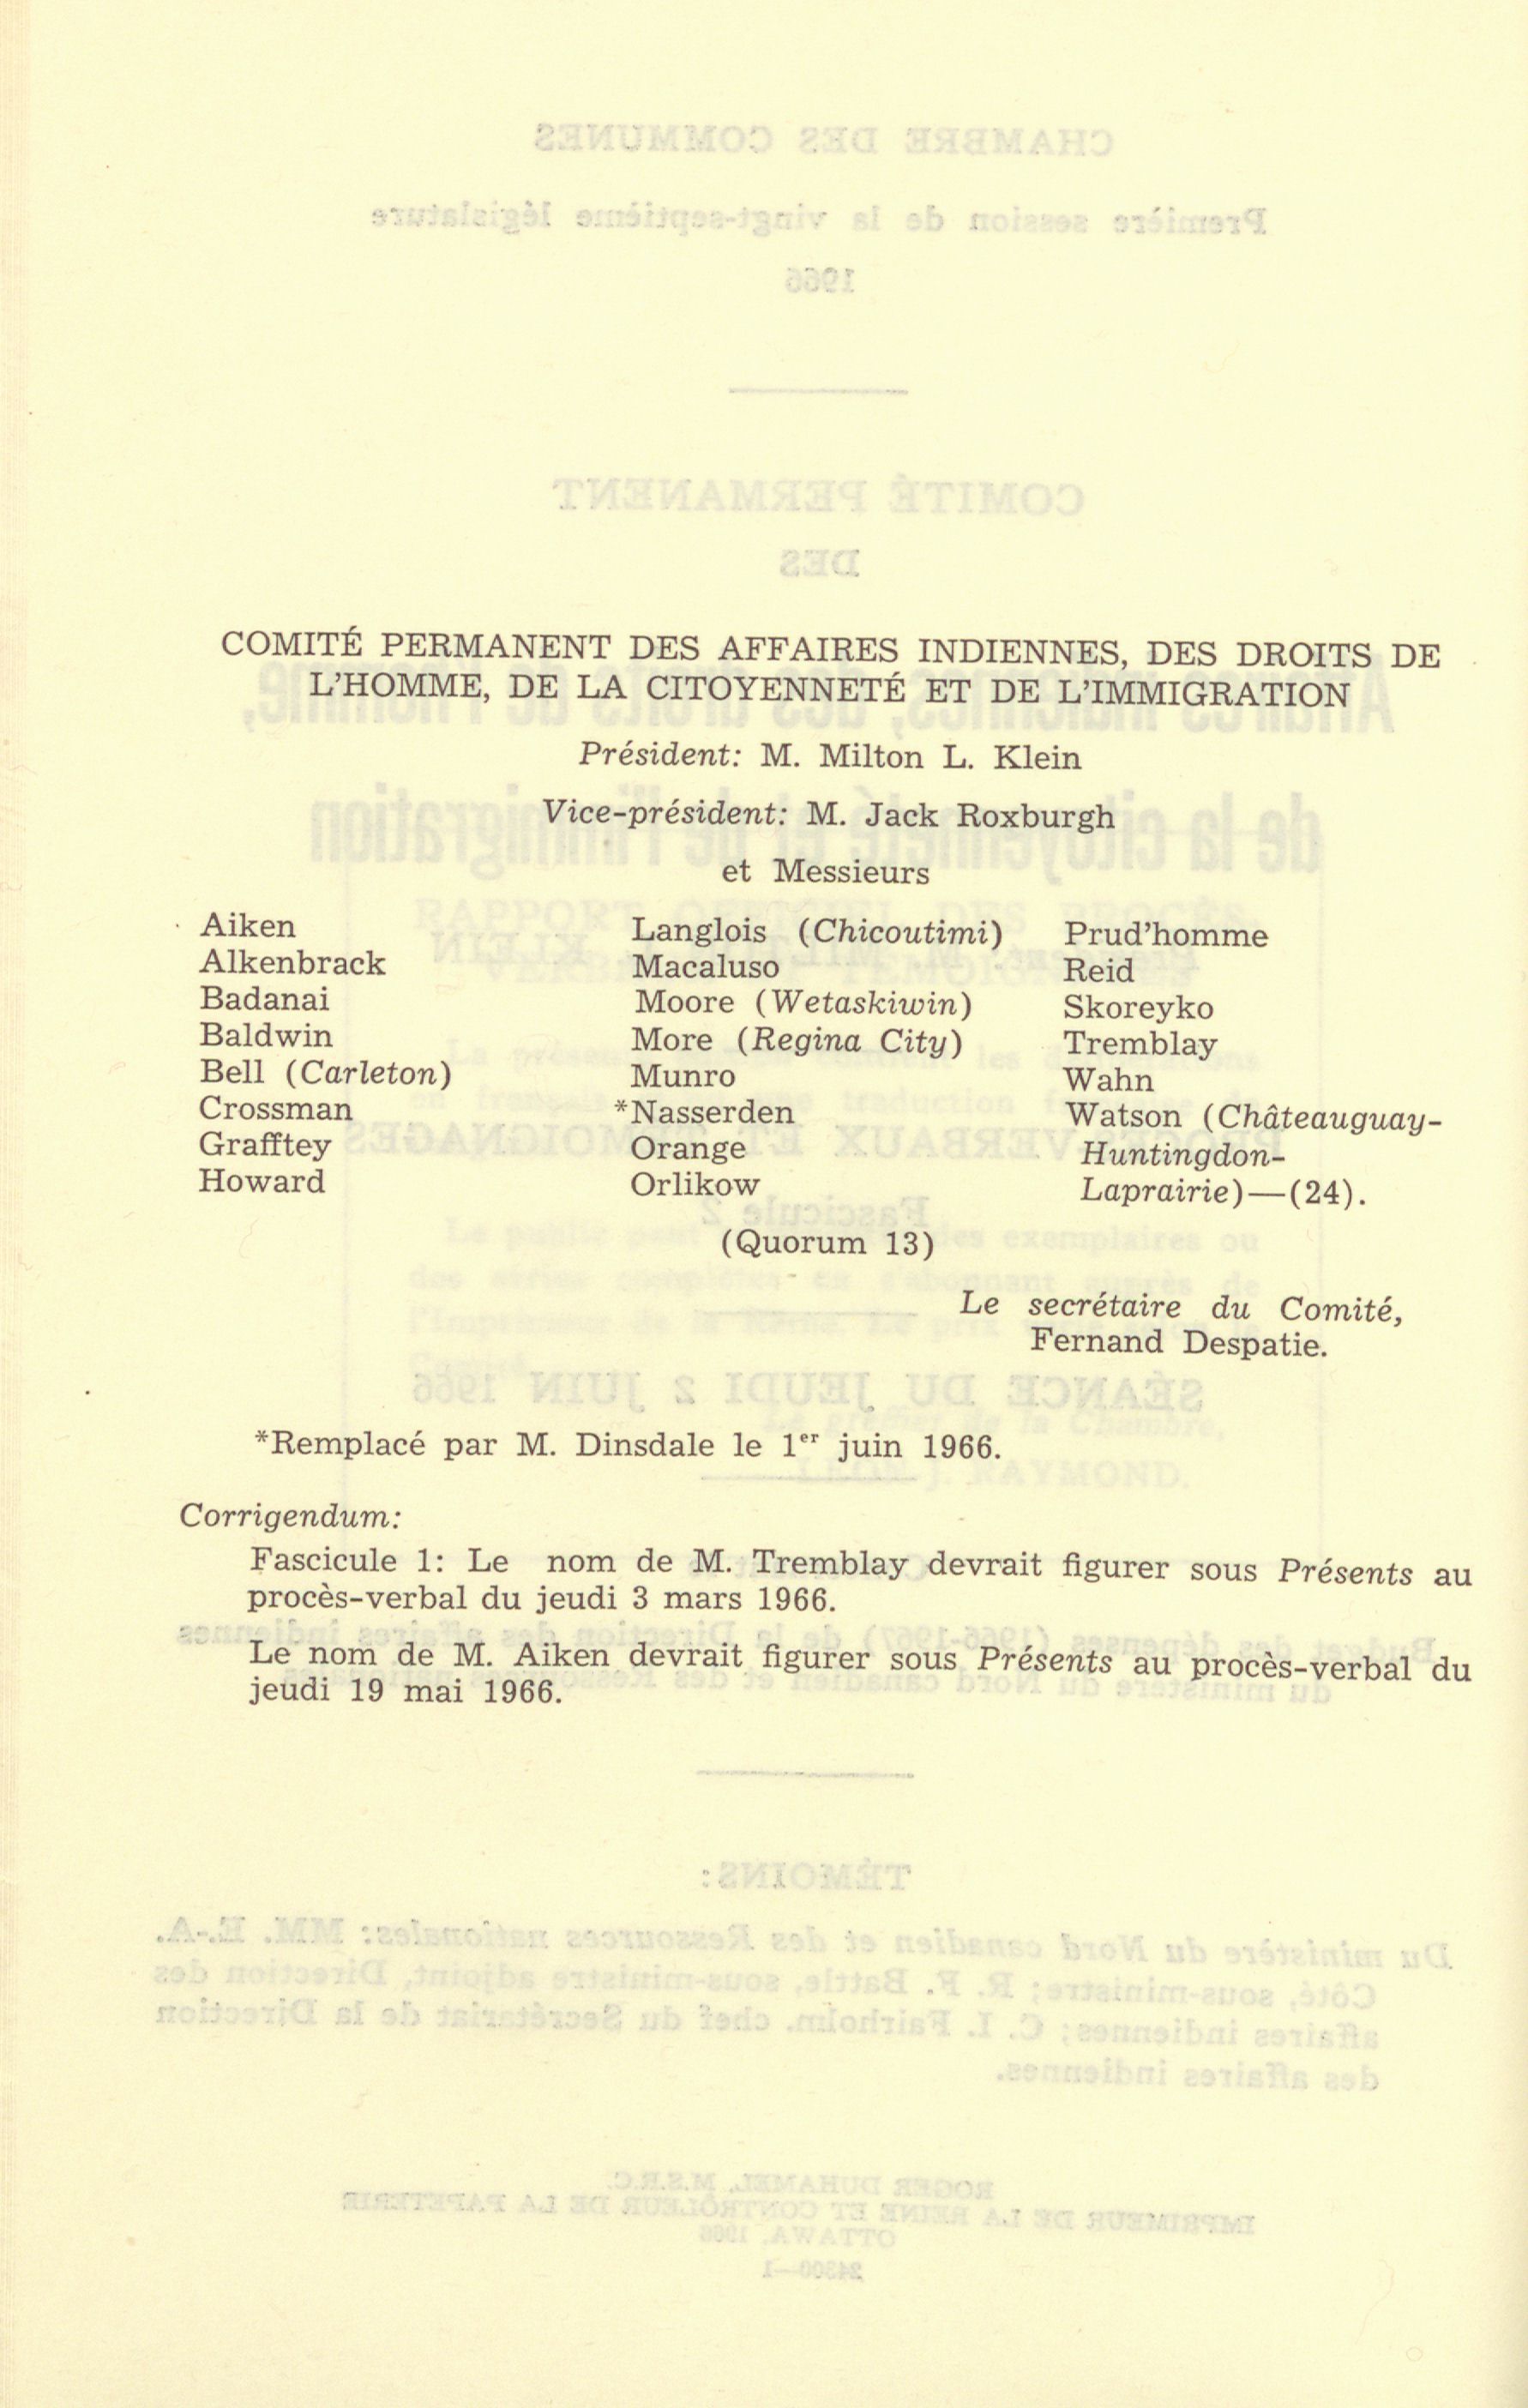 COMITÉ PERMANENT DES AFFAIRES INDIENNES, DES DROITS DE
L'HOMME, DE LA CITOYENNETÉ ET DE L'IMMIGRATION
Président: M. Milton L. Klein
Vice-président: M. Jack Roxburgh
et Messieurs
Aiken
Alkenbrack
Badanai
Baldwin
Bell (Carleton)
Crossman
Grafftey
Howard
Langlois (Chicoutimi)
Macaluso
Moore (Wetaskiwin)
More (Regina City)
Munro
*Nasserden
Orange
Orlikow
Prud'homme
Reid
Skoreyko
Tremblay
Wahn
Watson (Châteauguay-
Huntingdon-
Laprairie)—(24).
(Quorum 13)
Le secrétaire du Comité,
Fernand Despatie.
*Remplacé par M. Dinsdale le 1er juin 1966.
Corrigendum:
Fascicule 1: Le nom de M. Tremblay devrait figurer sous Présents au
procès-verbal du jeudi 3 mars 1966.
Le nom de M. Aiken devrait figurer sous Présents au procès-verbal du
jeudi 19 mai 1966.